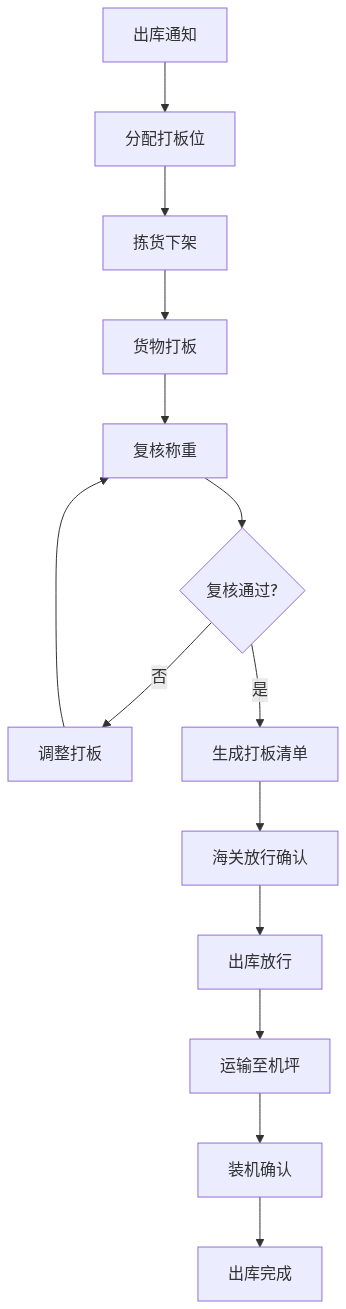 出库通知
分配打板位
拣货下架
货物打板
复核称重
复核通过?
否
是
调整打板
生成打板清单
海关放行确认
出库放行
运输至机坪
装机确认
出库完成